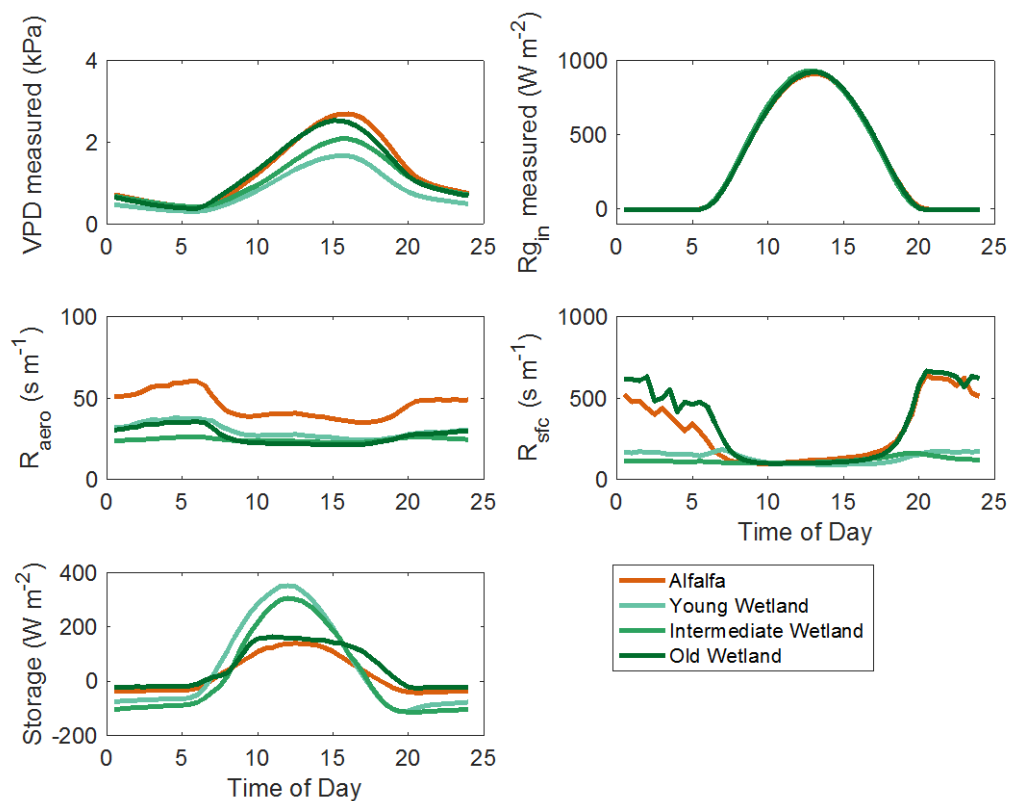 VPD measured (kPa)
4
2
0
0 5 10 15 20 25
Rg_in measured (W m^-2)
1000
500
0
0 5 10 15 20 25
R_aero (s m^-1)
100
50
0
0 5 10 15 20 25
R_sfc (s m^-1)
1000
500
0
0 5 10 15 20 25
Time of Day
Storage (W m^-2)
400
200
0
-200
0 5 10 15 20 25
Time of Day
Alfalfa
Young Wetland
Intermediate Wetland
Old Wetland